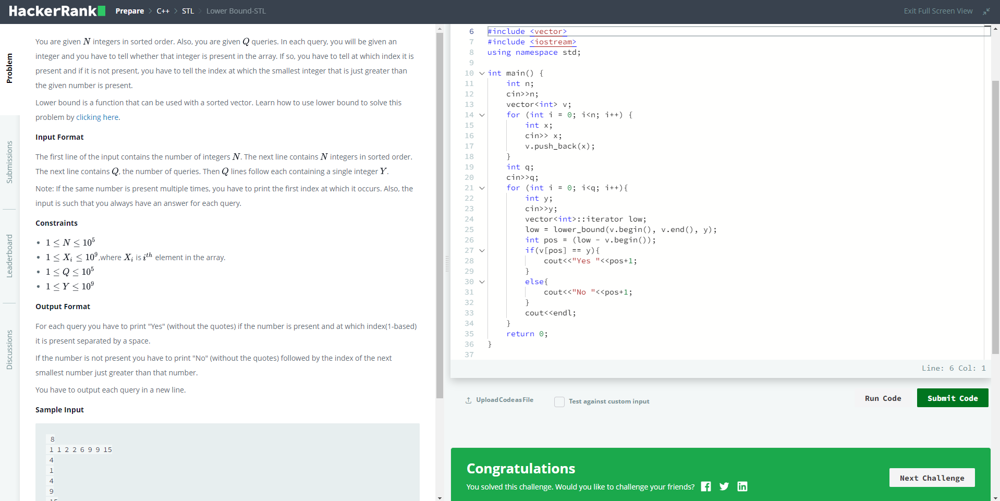 HackerRank Prepare > C++ > STL > Lower Bound-STL Exit Full Screen View
Problem
Submissions
Leaderboard
Discussions
You are given N integers in sorted order. Also, you are given Q queries. In each query, you will be given an
integer and you have to tell whether that integer is present in the array. If so, you have to tell at which index it is
present and if it is not present, you have to tell the index at which the smallest integer that is just greater than
the given number is present.
Lower bound is a function that can be used with a sorted vector. Learn how to use lower bound to solve this
problem by clicking here.
Input Format
The first line of the input contains the number of integers N. The next line contains N integers in sorted order.
The next line contains Q, the number of queries. Then Q lines follow each containing a single integer Y.
Note: If the same number is present multiple times, you have to print the first index at which it occurs. Also, the
input is such that you always have an answer for each query.
Constraints
• 1 ≤ N ≤ 10^5
• 1 ≤ X_i ≤ 10^9,where X_i is i^th element in the array.
• 1 ≤ Q ≤ 10^5
• 1 ≤ Y ≤ 10^9
Output Format
For each query you have to print "Yes" (without the quotes) if the number is present and at which index(1-based)
it is present separated by a space.
If the number is not present you have to print "No" (without the quotes) followed by the index of the next
smallest number just greater than that number.
You have to output each query in a new line.
Sample Input
8
1 1 2 2 6 9 9 15
4
1
4
9
15
6 #include <vector>
7 #include <iostream>
8 using namespace std;
9
10 int main() {
11 int n;
12 cin>>n;
13 vector<int> v;
14 for (int i = 0; i<n; i++) {
15 int x;
16 cin>> x;
17 v.push_back(x);
18 }
19 int q;
20 cin>>q;
21 for (int i = 0; i<q; i++){
22 int y;
23 cin>>y;
24 vector<int>::iterator low;
25 low = lower_bound(v.begin(), v.end(), y);
26 int pos = (low - v.begin());
27 if(v[pos] == y){
28 cout<<"Yes "<<pos+1;
29 }
30 else{
31 cout<<"No "<<pos+1;
32 }
33 cout<<endl;
34 }
35 return 0;
36 }
37
Line: 6 Col: 1
Upload Code as File Test against custom input Run Code Submit Code
Congratulations
You solved this challenge. Would you like to challenge your friends?
Next Challenge